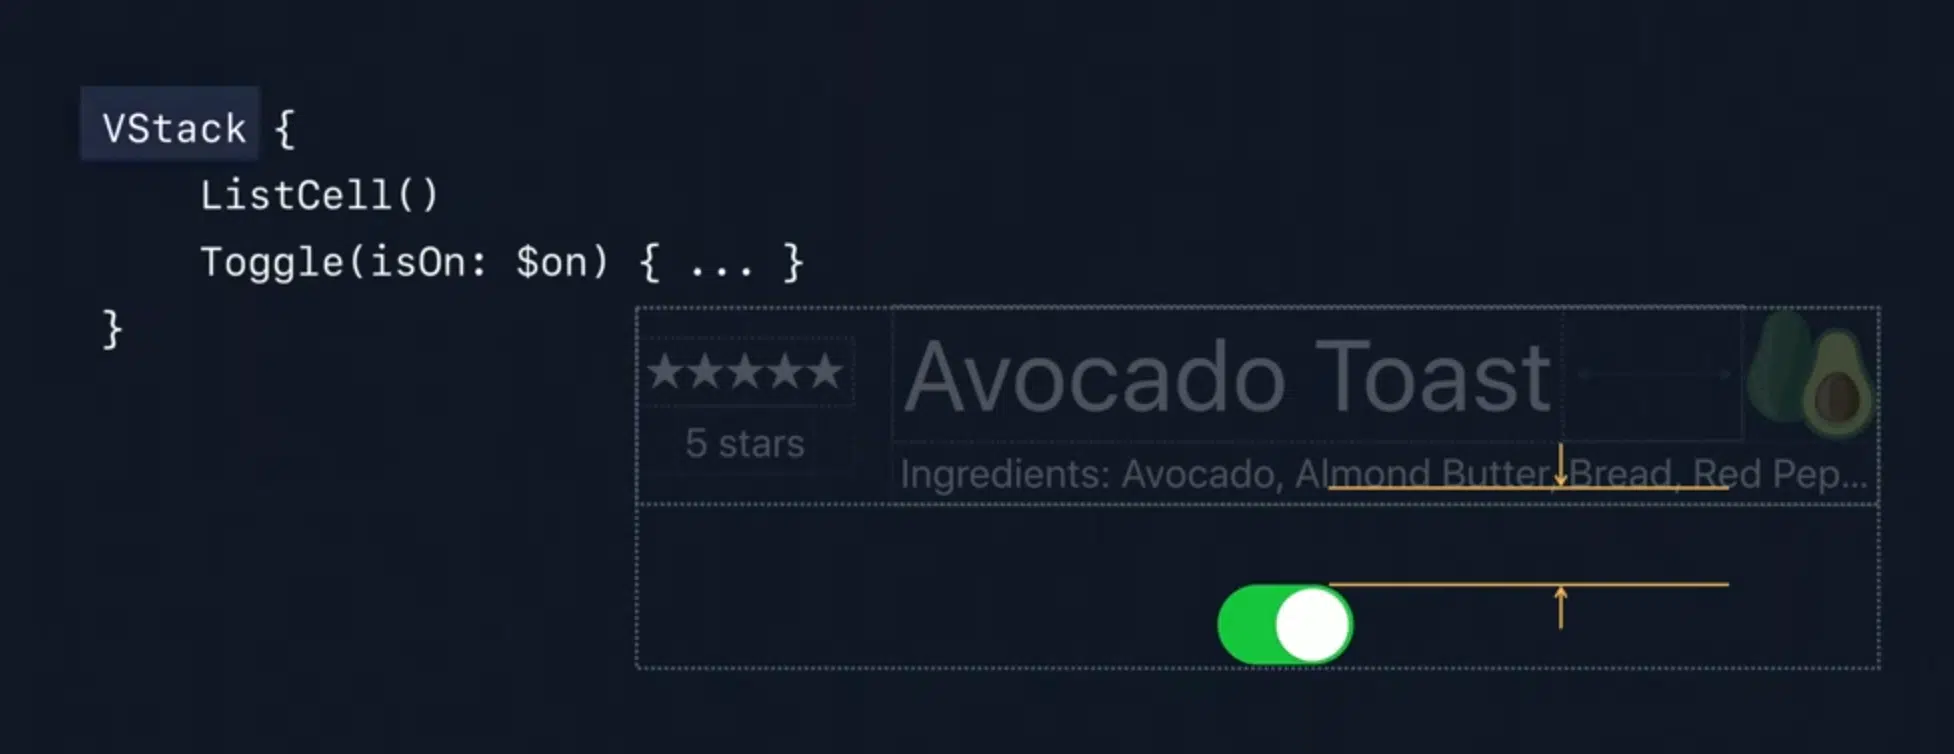 VStack {
ListCell()
Toggle(isOn: $on) { ... }
}
★★★★★
5 stars
Avocado Toast
Ingredients: Avocado, Almond Butter, Bread, Red Pep...